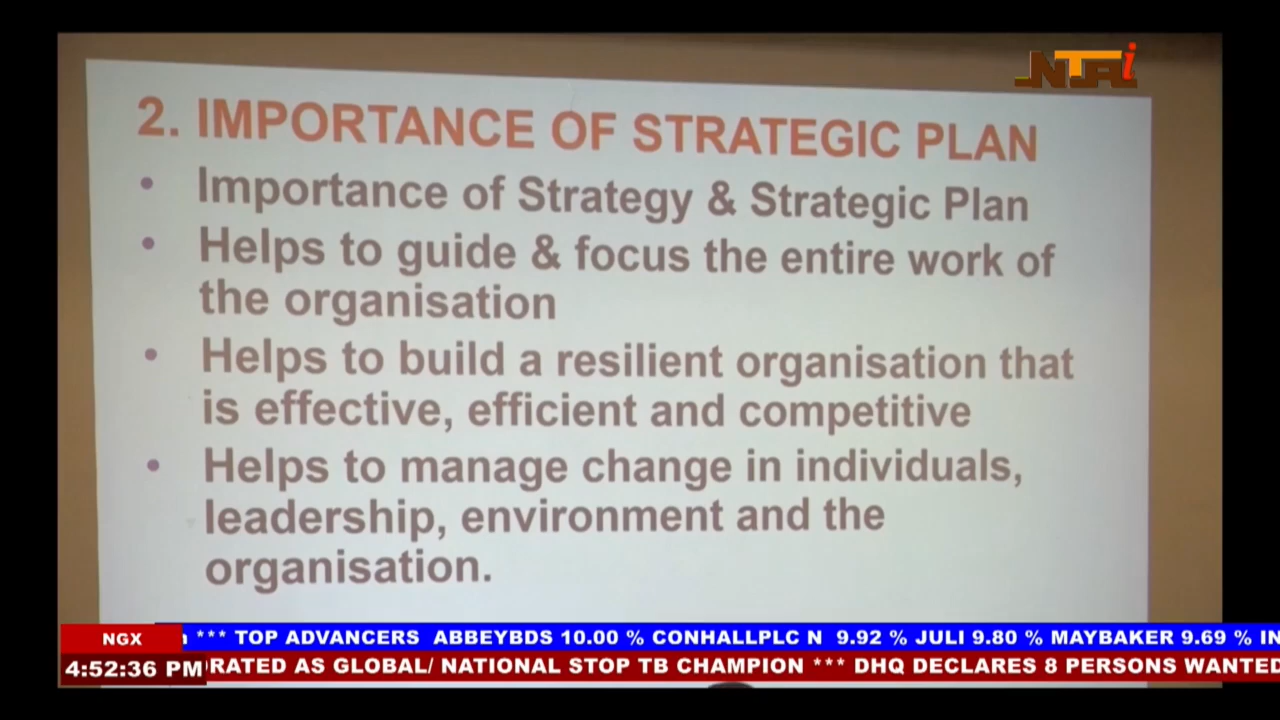 NTAi
2. IMPORTANCE OF STRATEGIC PLAN
• Importance of Strategy & Strategic Plan
• Helps to guide & focus the entire work of
the organisation
• Helps to build a resilient organisation that
is effective, efficient and competitive
• Helps to manage change in individuals,
leadership, environment and the
organisation.
NGX *** TOP ADVANCERS ABBEYBDS 10.00 % CONHALLPLC N 9.92 % JULI 9.80 % MAYBAKER 9.69 %
4:52:36 PM AS GLOBAL/ NATIONAL STOP TB CHAMPION *** DHQ DECLARES 8 PERSONS WANTED